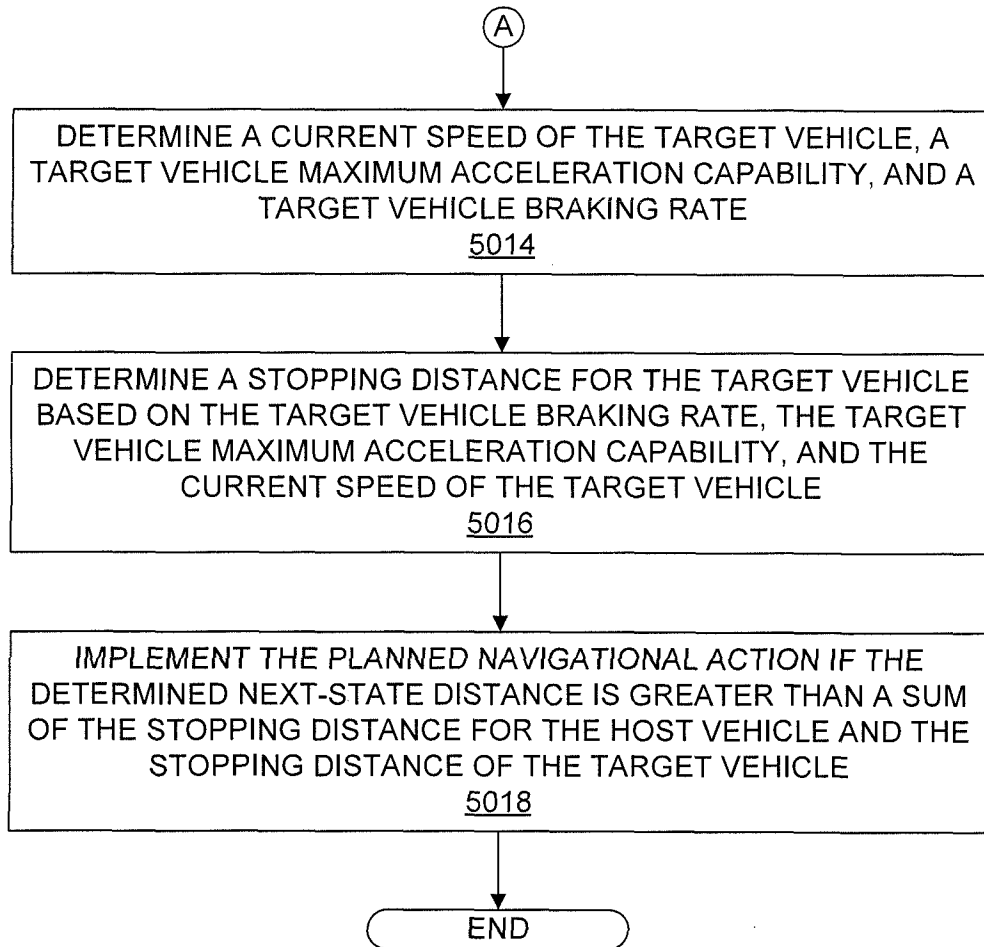 A
DETERMINE A CURRENT SPEED OF THE TARGET VEHICLE, A
TARGET VEHICLE MAXIMUM ACCELERATION CAPABILITY, AND A
TARGET VEHICLE BRAKING RATE
5014
DETERMINE A STOPPING DISTANCE FOR THE TARGET VEHICLE
BASED ON THE TARGET VEHICLE BRAKING RATE, THE TARGET
VEHICLE MAXIMUM ACCELERATION CAPABILITY, AND THE
CURRENT SPEED OF THE TARGET VEHICLE
5016
IMPLEMENT THE PLANNED NAVIGATIONAL ACTION IF THE
DETERMINED NEXT-STATE DISTANCE IS GREATER THAN A SUM
OF THE STOPPING DISTANCE FOR THE HOST VEHICLE AND THE
STOPPING DISTANCE OF THE TARGET VEHICLE
5018
END